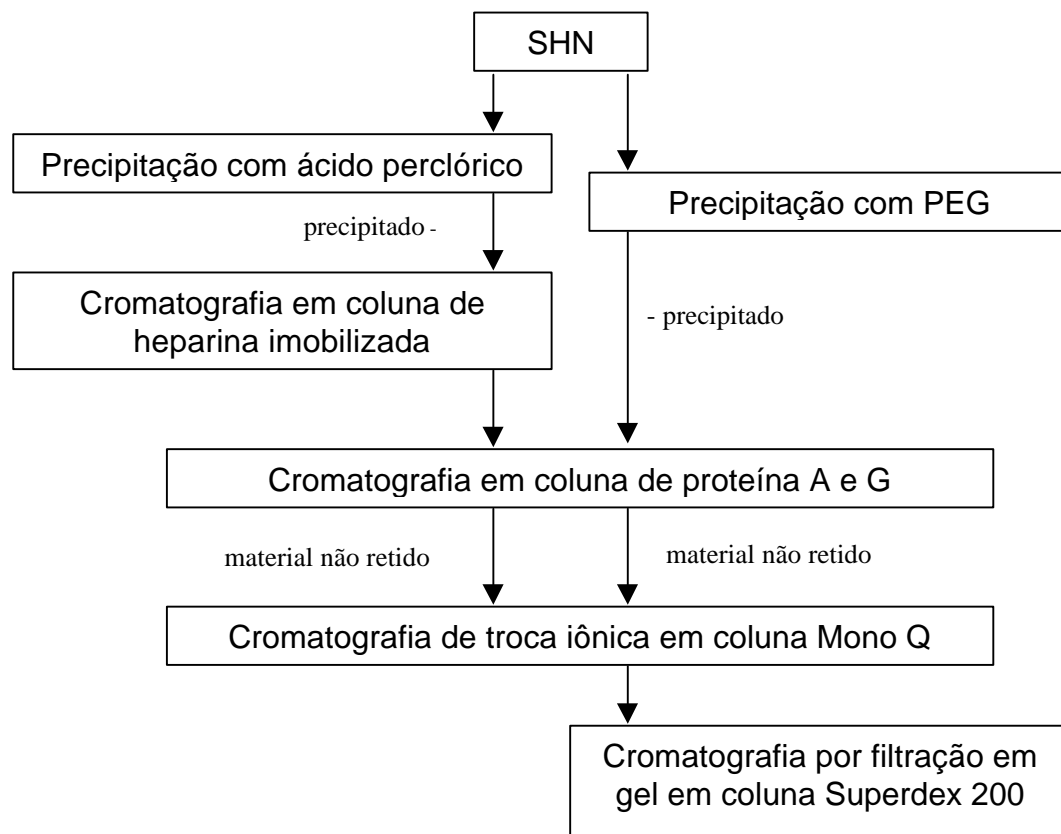 SHN
Precipitação com ácido perclórico
Precipitação com PEG
precipitado -
Cromatografia em coluna de
heparina imobilizada
- precipitado
Cromatografia em coluna de proteína A e G
material não retido
material não retido
Cromatografia de troca iônica em coluna Mono Q
Cromatografia por filtração em
gel em coluna Superdex 200